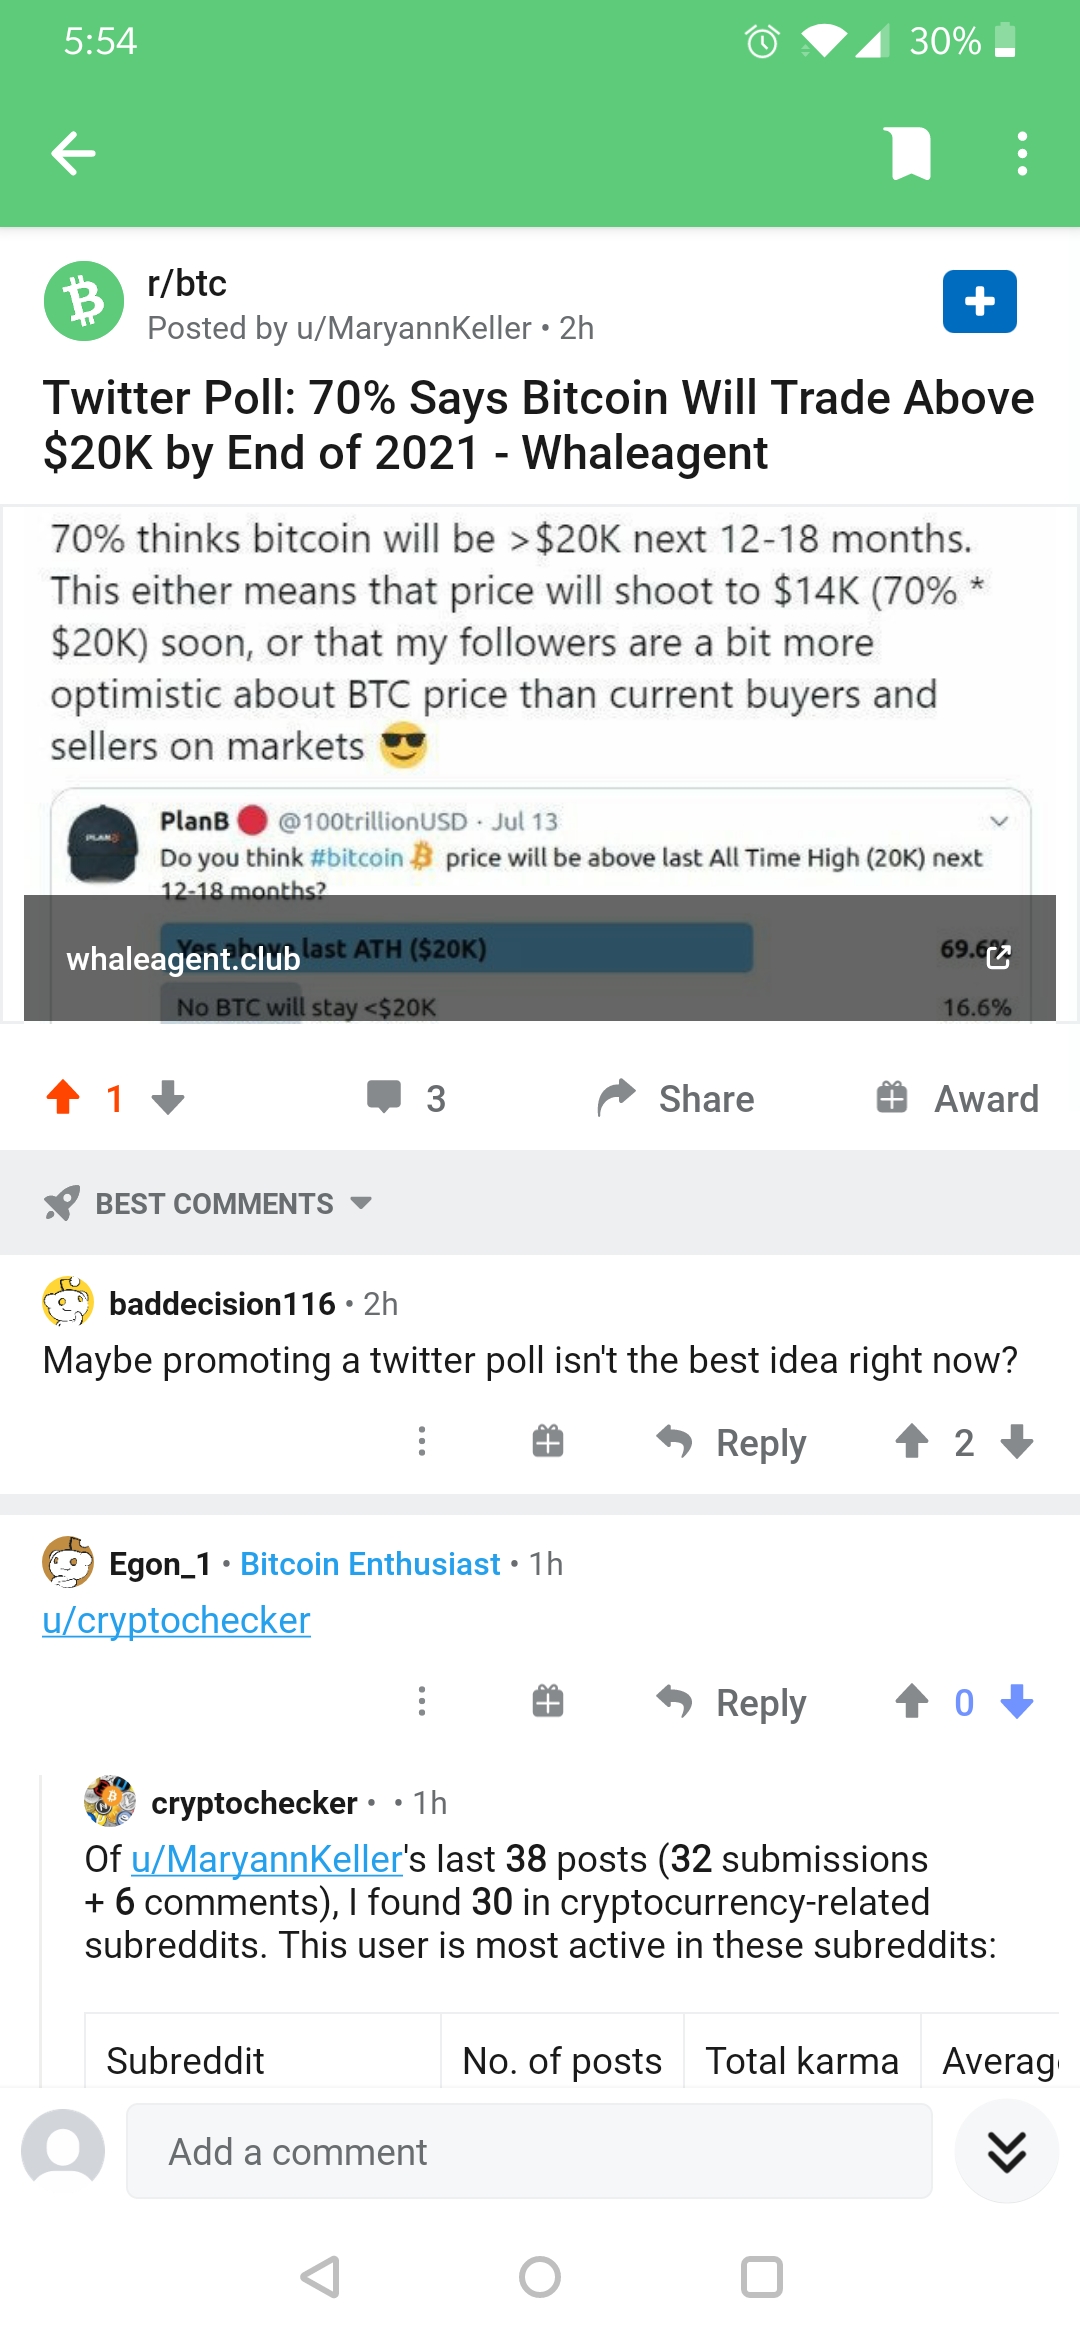 5:54
30%
r/btc
Posted by u/MaryannKeller • 2h
Twitter Poll: 70% Says Bitcoin Will Trade Above
$20K by End of 2021 - Whaleagent
70% thinks bitcoin will be >$20K next 12-18 months.
This either means that price will shoot to $14K (70% *
$20K) soon, or that my followers are a bit more
optimistic about BTC price than current buyers and
sellers on markets 😎
PlanB 🔴 @100trillionUSD · Jul 13
Do you think #bitcoin ₿ price will be above last All Time High (20K) next
12-18 months?
Yes above last ATH ($20K) 69.6%
whaleagent.club
No BTC will stay <$20K 16.6%
1 3 Share Award
BEST COMMENTS
baddecision116 • 2h
Maybe promoting a twitter poll isn't the best idea right now?
Reply 2
Egon_1 • Bitcoin Enthusiast • 1h
u/cryptochecker
Reply 0
cryptochecker • • 1h
Of u/MaryannKeller's last 38 posts (32 submissions
+ 6 comments), I found 30 in cryptocurrency-related
subreddits. This user is most active in these subreddits:
Subreddit No. of posts Total karma Averag
Add a comment